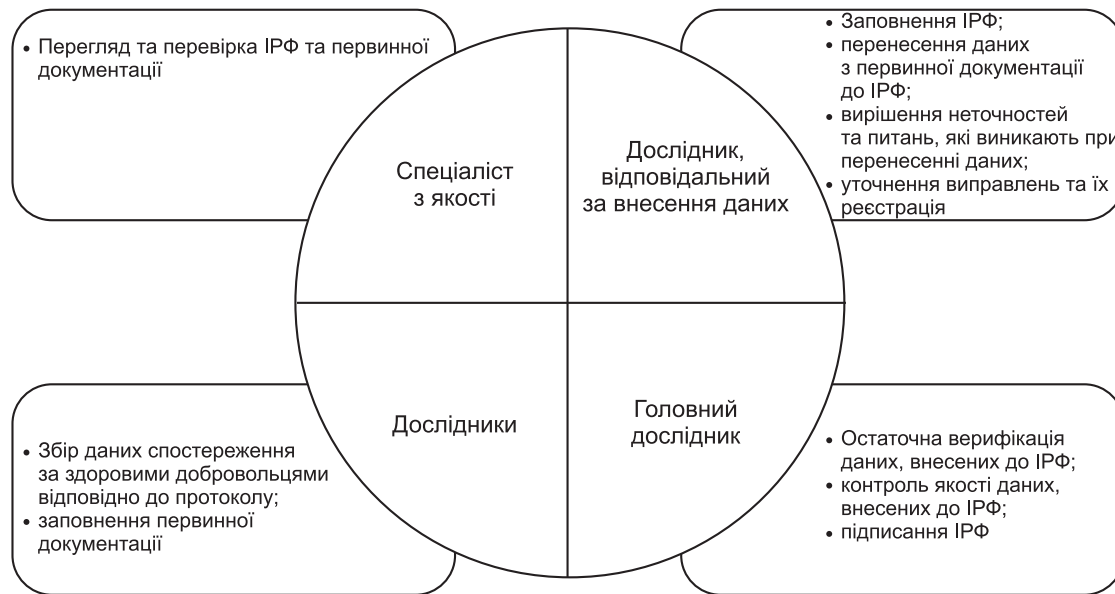 • Перегляд та перевірка ІРФ та первинної
документації
Спеціаліст
з якості
Дослідник,
відповідальний
за внесення даних
• Заповнення ІРФ;
• перенесення даних
з первинної документації
до ІРФ;
• вирішення неточностей
та питань, які виникають при
перенесенні даних;
• уточнення виправлень та їх
реєстрація
• Збір даних спостереження
за здоровими добровольцями
відповідно до протоколу;
• заповнення первинної
документації
Дослідники
Головний
дослідник
• Остаточна верифікація
даних, внесених до ІРФ;
• контроль якості даних,
внесених до ІРФ;
• підписання ІРФ